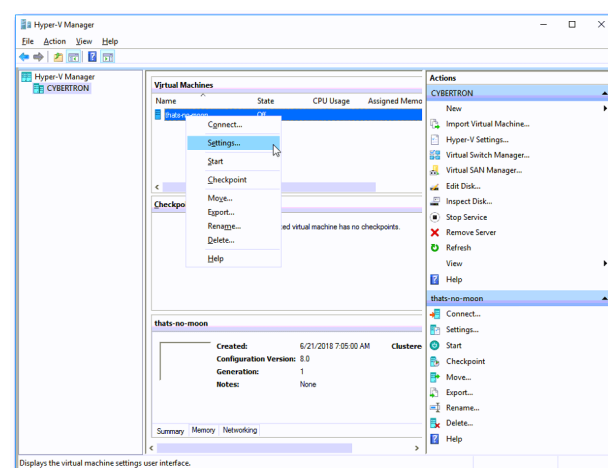 Hyper-V Manager
File Action View Help
Hyper-V Manager
CYBERTRON
Virtual Machines
Name State CPU Usage Assigned Memo
thats-no-moon Off
Connect...
Settings...
Start
Checkpoint
Move...
Export...
Rename...
Delete...
Help
Checkpo
ed virtual machine has no checkpoints.
thats-no-moon
Created: 6/21/2018 7:05:00 AM Clustere
Configuration Version: 8.0
Generation: 1
Notes: None
Summary Memory Networking
Actions
CYBERTRON
New
Import Virtual Machine...
Hyper-V Settings...
Virtual Switch Manager...
Virtual SAN Manager...
Edit Disk...
Inspect Disk...
Stop Service
Remove Server
Refresh
View
Help
thats-no-moon
Connect...
Settings...
Start
Checkpoint
Move...
Export...
Rename...
Delete...
Help
Displays the virtual machine settings user interface.